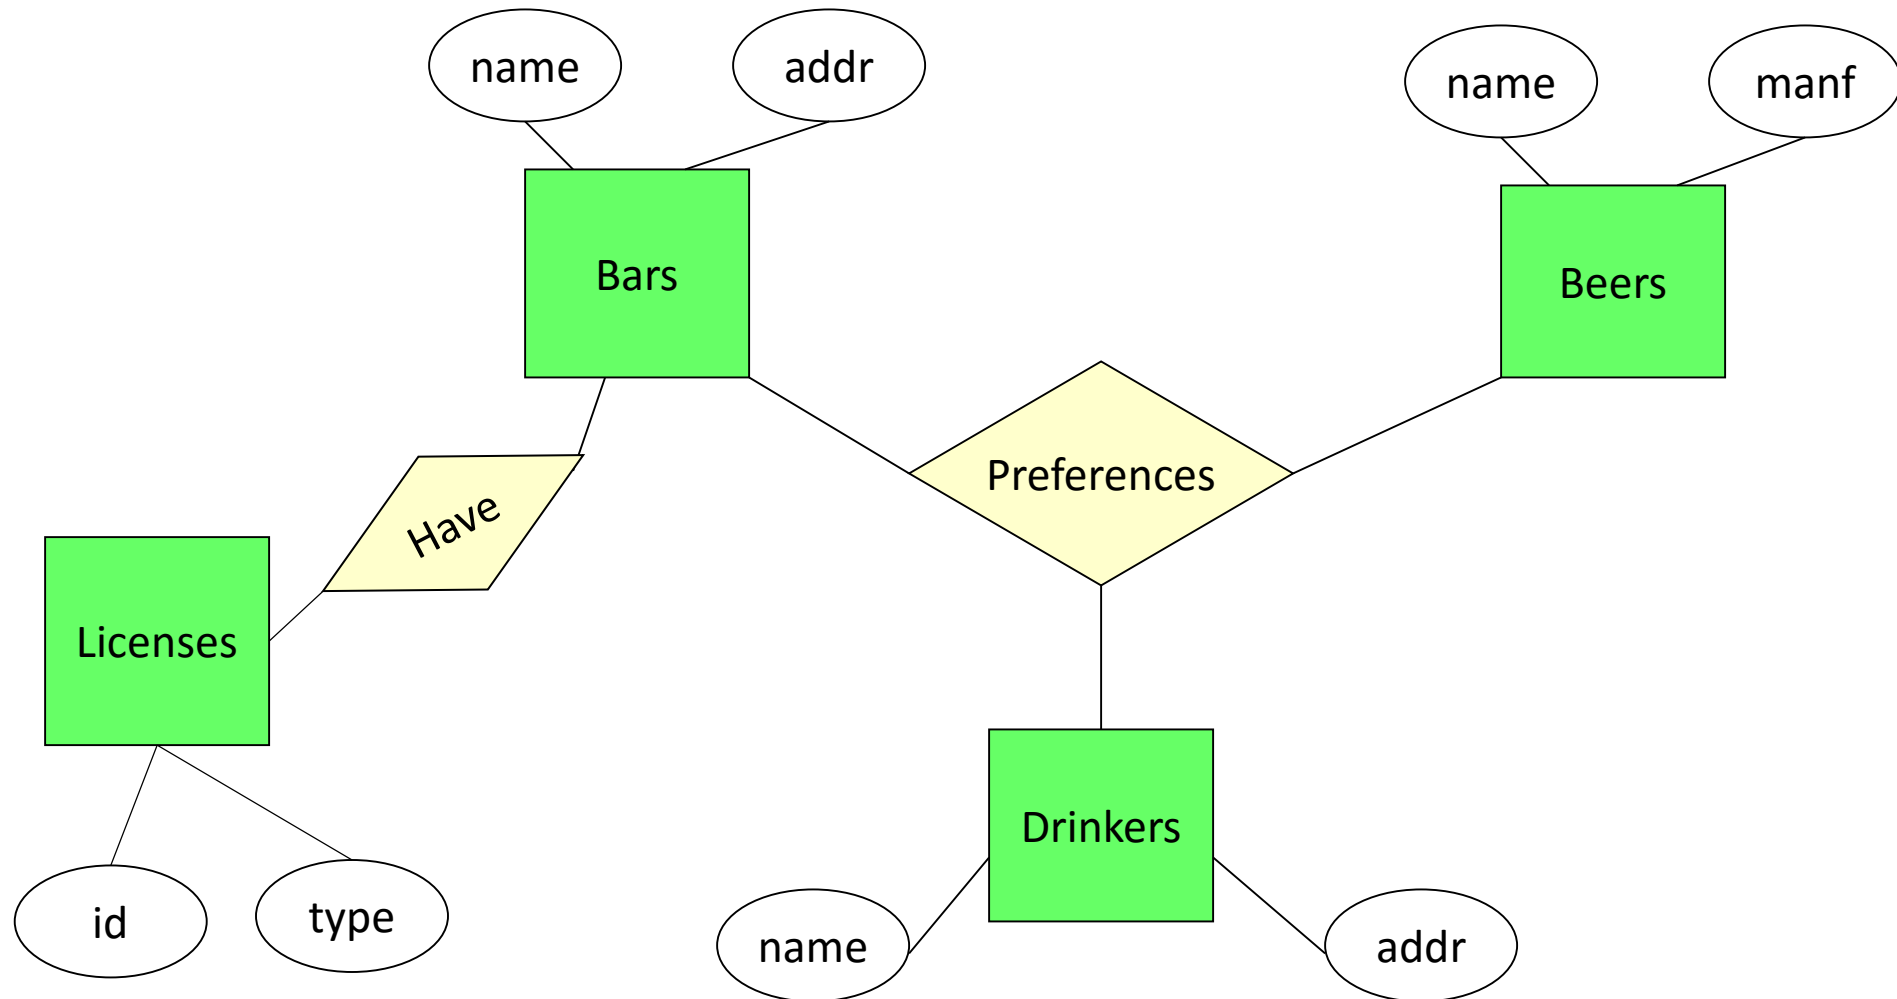 name
addr
name
manf
Bars
Beers
Preferences
Have
Licenses
Drinkers
id
type
name
addr